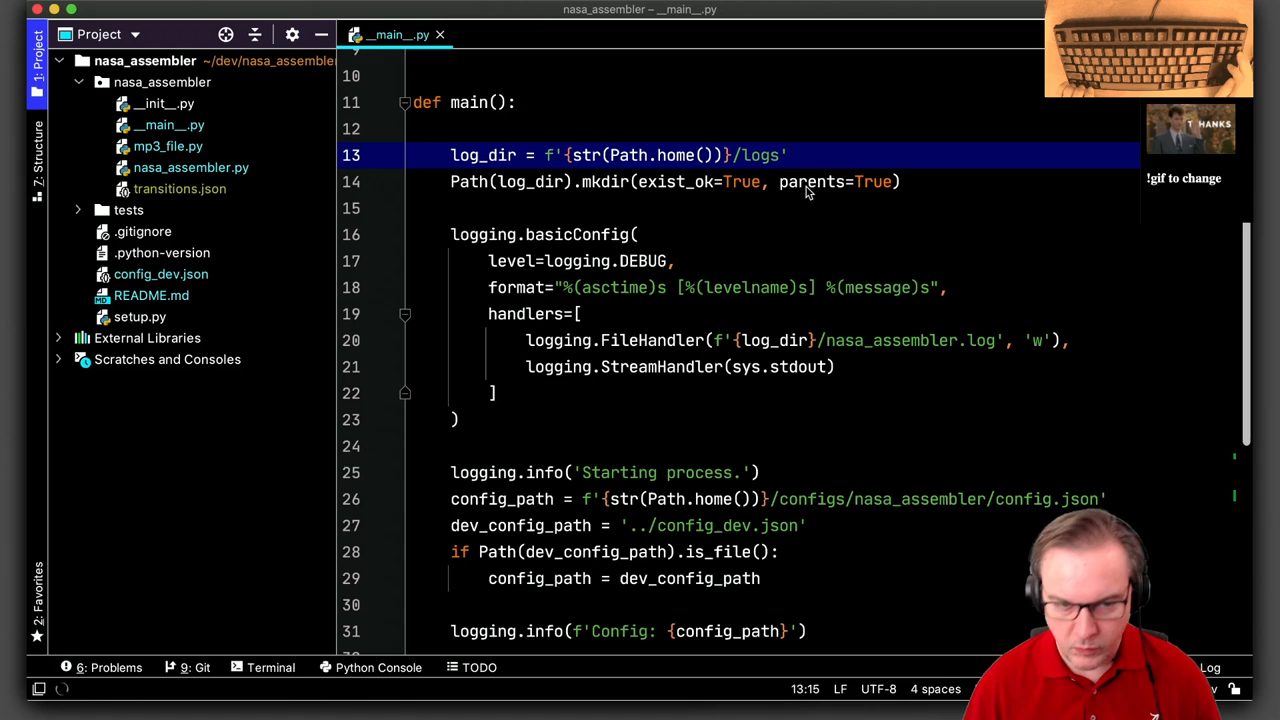 nasa_assembler – __main__.py
Project
__main__.py
T HANKS
!gif to change
1: Project
7: Structure
2: Favorites
nasa_assembler ~/dev/nasa_assembler
nasa_assembler
__init__.py
__main__.py
mp3_file.py
nasa_assembler.py
transitions.json
tests
.gitignore
.python-version
config_dev.json
README.md
setup.py
External Libraries
Scratches and Consoles
9
10
11 def main():
12
13 log_dir = f'{str(Path.home())}/logs'
14 Path(log_dir).mkdir(exist_ok=True, parents=True)
15
16 logging.basicConfig(
17 level=logging.DEBUG,
18 format="%(asctime)s [%(levelname)s] %(message)s",
19 handlers=[
20 logging.FileHandler(f'{log_dir}/nasa_assembler.log', 'w'),
21 logging.StreamHandler(sys.stdout)
22 ]
23 )
24
25 logging.info('Starting process.')
26 config_path = f'{str(Path.home())}/configs/nasa_assembler/config.json'
27 dev_config_path = '../config_dev.json'
28 if Path(dev_config_path).is_file():
29 config_path = dev_config_path
30
31 logging.info(f'Config: {config_path}')
6: Problems 9: Git Terminal Python Console TODO Log
13:15 LF UTF-8 4 spaces